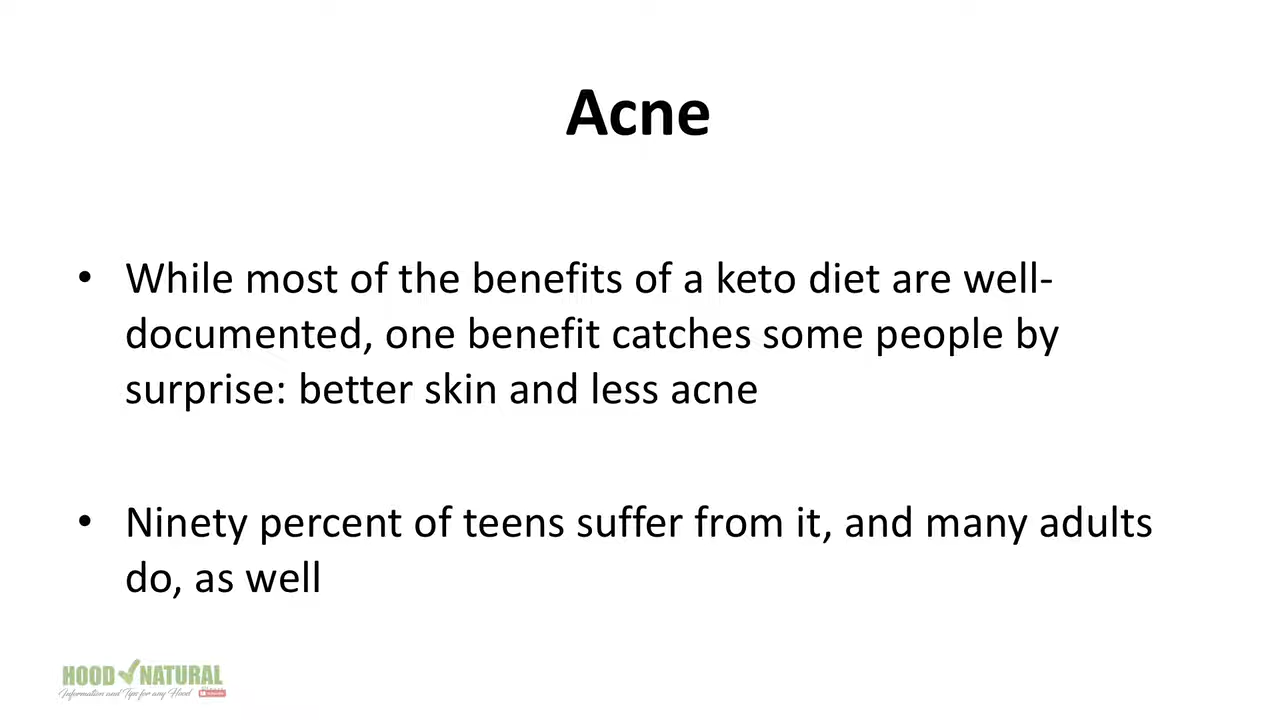 Acne
• While most of the benefits of a keto diet are well-
documented, one benefit catches some people by
surprise: better skin and less acne
• Ninety percent of teens suffer from it, and many adults
do, as well
HOOD NATURAL
Information and Tips for any Hood